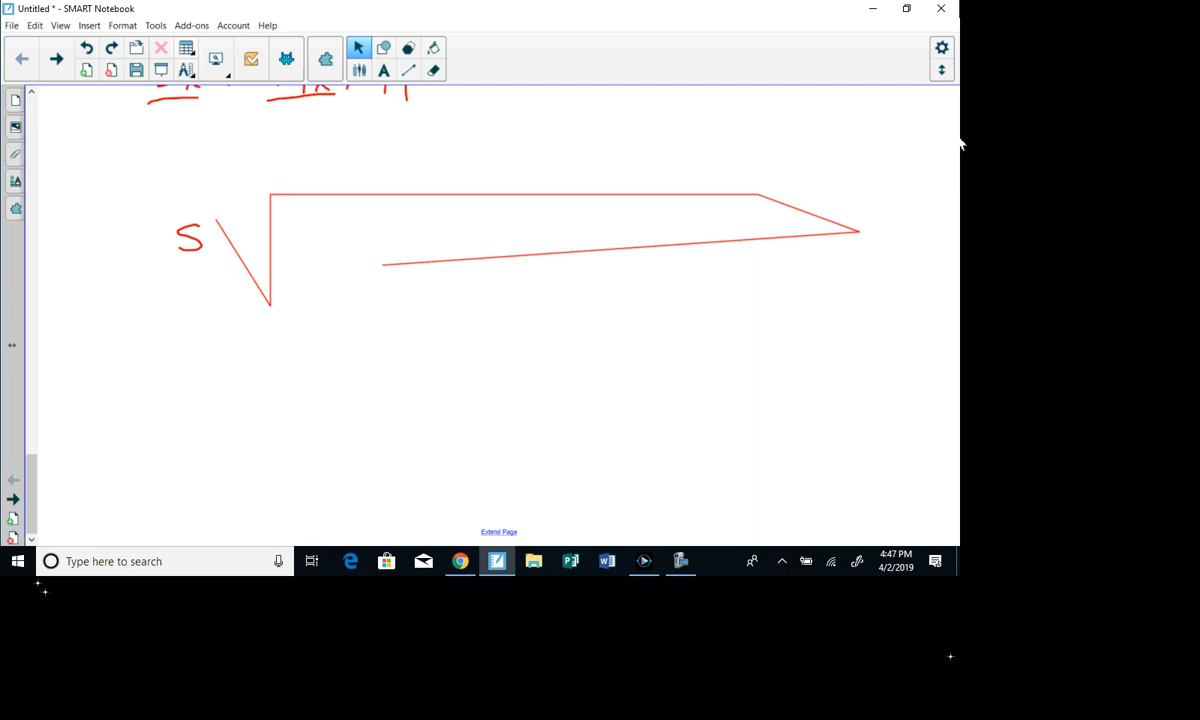 Untitled * - SMART Notebook
File Edit View Insert Format Tools Add-ons Account Help
S
Extend Page
Type here to search
4:47 PM
4/2/2019